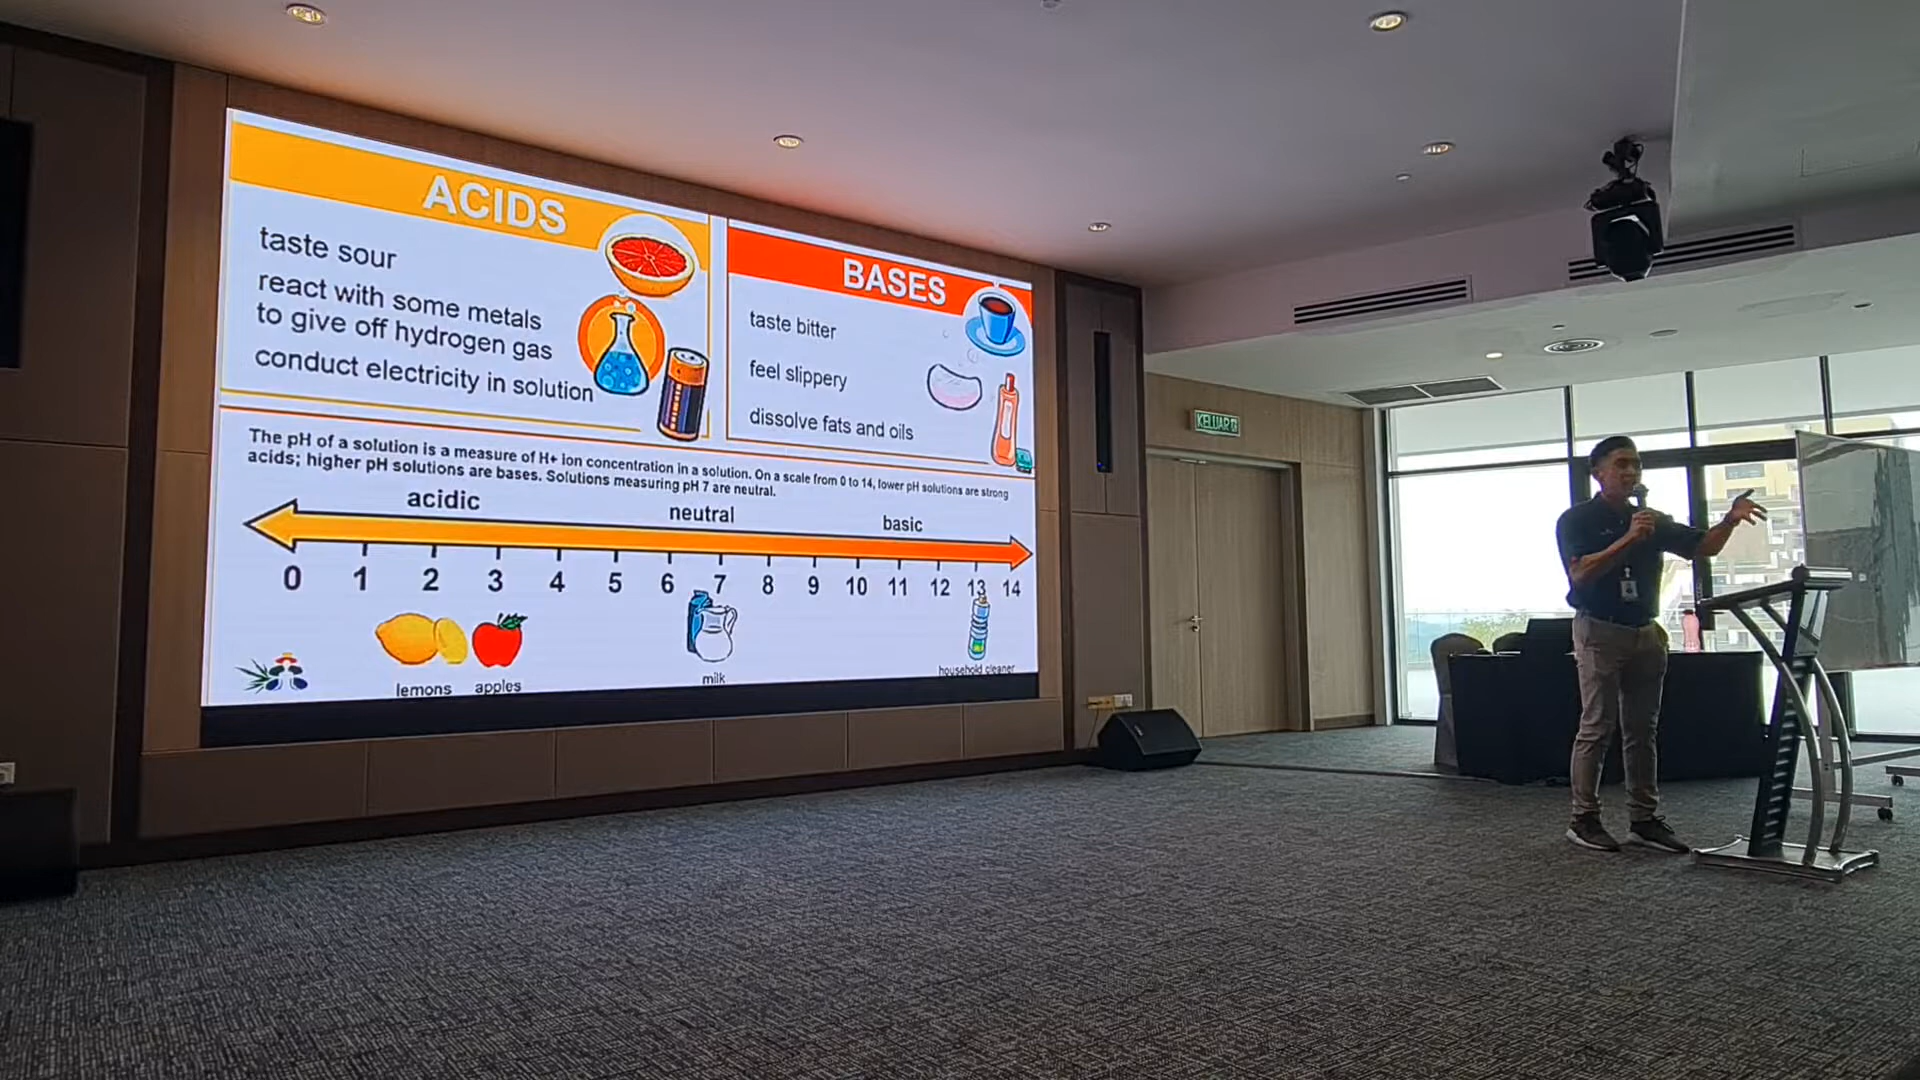 ACIDS
taste sour
react with some metals
to give off hydrogen gas
conduct electricity in solution
BASES
taste bitter
feel slippery
dissolve fats and oils
The pH of a solution is a measure of H+ ion concentration in a solution. On a scale from 0 to 14, lower pH solutions are strong
acids; higher pH solutions are bases. Solutions measuring pH 7 are neutral.
acidic neutral basic
0 1 2 3 4 5 6 7 8 9 10 11 12 13 14
lemons apples milk household cleaner
KELUAR